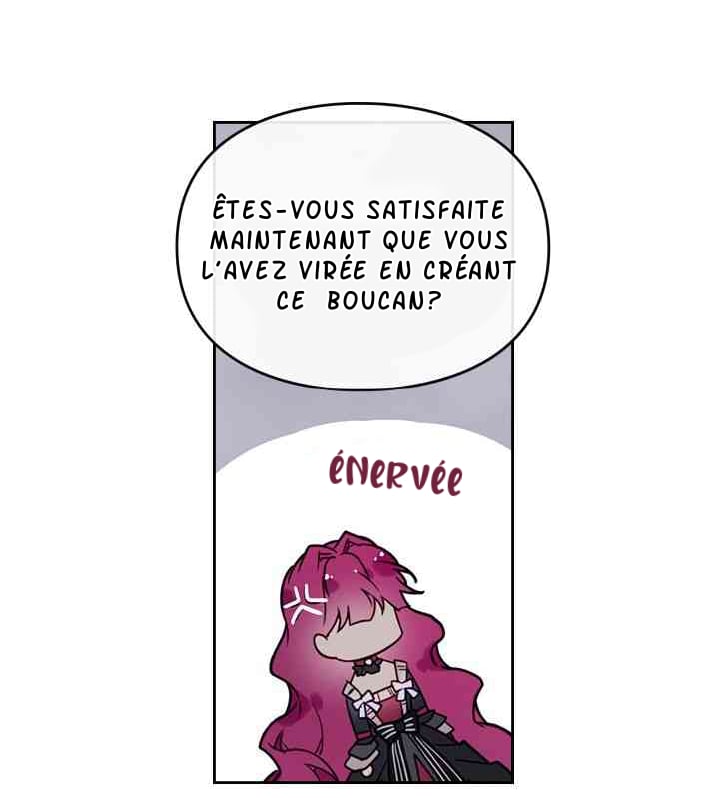 ÊTES-VOUS SATISFAITE
MAINTENANT QUE VOUS
L'AVEZ VIRÉE EN CRÉANT
CE BOUCAN?
ÉNERVÉE